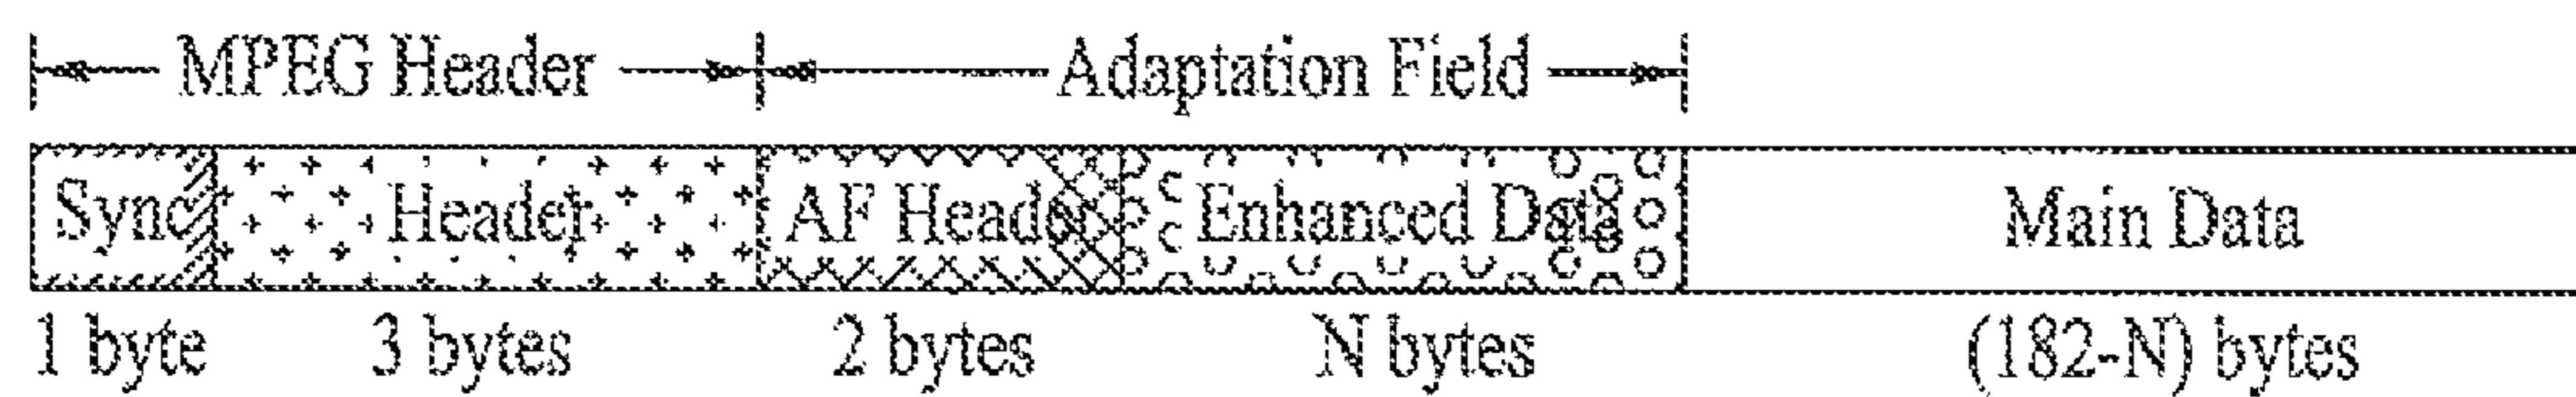 MPEG Header Adaptation Field
Sync Header AF Header Enhanced Data Main Data
1 byte 3 bytes 2 bytes N bytes (182-N) bytes